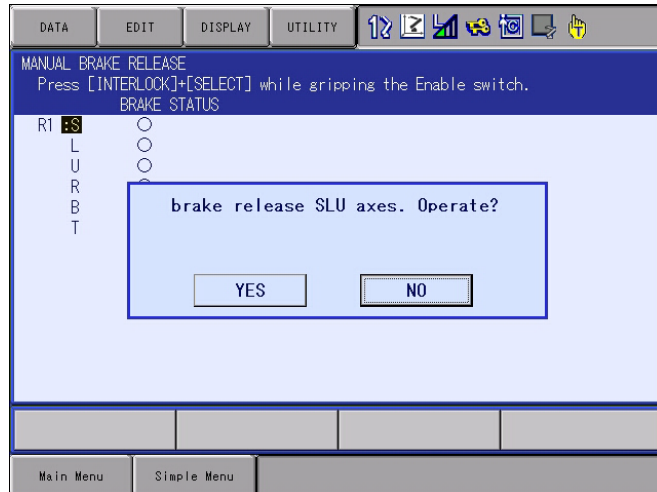 DATA EDIT DISPLAY UTILITY
MANUAL BRAKE RELEASE
Press [INTERLOCK]+[SELECT] while gripping the Enable switch.
BRAKE STATUS
R1 :S
L
U
R
B
T
brake release SLU axes. Operate?
YES NO
Main Menu Simple Menu